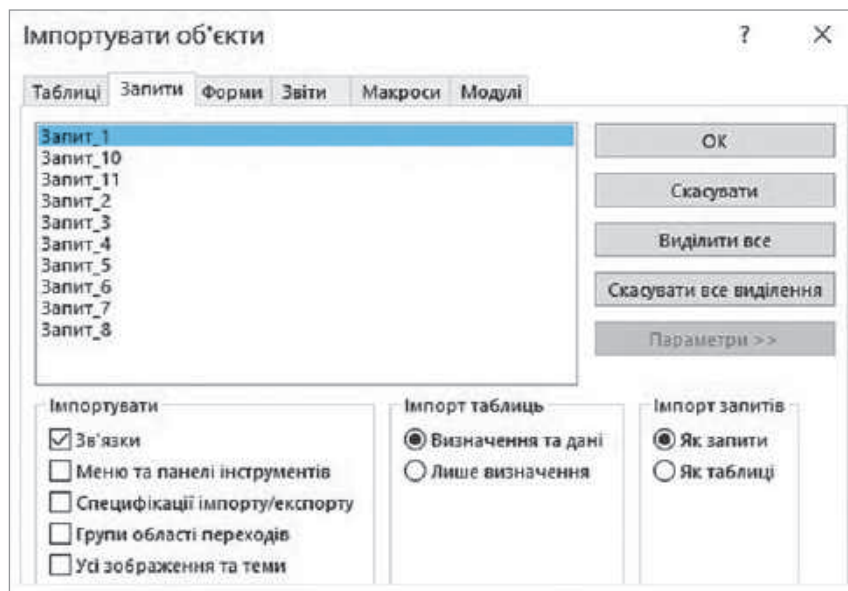 Імпортувати об'єкти ? ×
Таблиці Запити Форми Звіти Макроси Модулі
Запит_1
Запит_10
Запит_11
Запит_2
Запит_3
Запит_4
Запит_5
Запит_6
Запит_7
Запит_8
ОК
Скасувати
Виділити все
Скасувати все виділення
Параметри >>
Імпортувати
Зв'язки
Меню та панелі інструментів
Специфікації імпорту/експорту
Групи області переходів
Усі зображення та теми
Імпорт таблиць
Визначення та дані
Лише визначення
Імпорт запитів
Як запити
Як таблиці